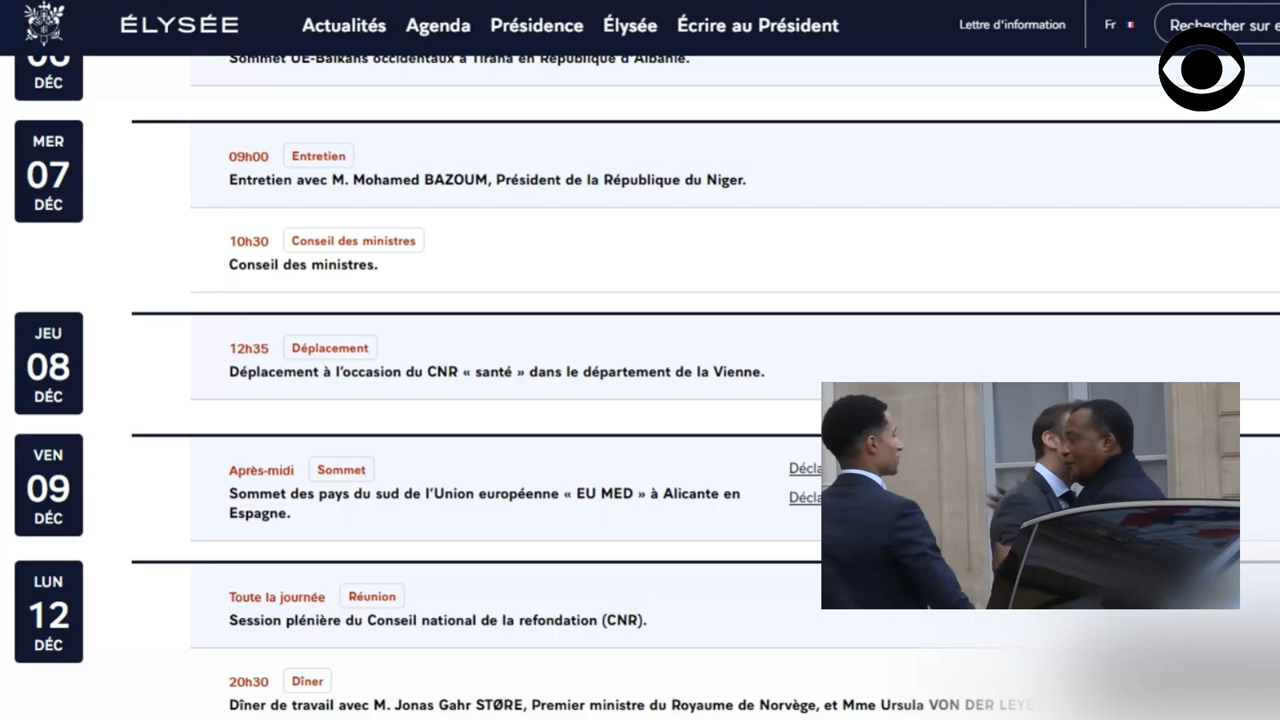 ÉLYSÉE
Actualités Agenda Présidence Élysée Écrire au Président
Lettre d'information
Fr
Rechercher sur
DÉC
Sommet UE-Balkans occidentaux à Tirana en République d'Albanie.
MER
07
DÉC
09h00 Entretien
Entretien avec M. Mohamed BAZOUM, Président de la République du Niger.
10h30 Conseil des ministres
Conseil des ministres.
JEU
08
DÉC
12h35 Déplacement
Déplacement à l'occasion du CNR « santé » dans le département de la Vienne.
VEN
09
DÉC
Après-midi Sommet
Sommet des pays du sud de l'Union européenne « EU MED » à Alicante en
Espagne.
Décla
Décla
LUN
12
DÉC
Toute la journée Réunion
Session plénière du Conseil national de la refondation (CNR).
20h30 Dîner
Dîner de travail avec M. Jonas Gahr STØRE, Premier ministre du Royaume de Norvège, et Mme Ursula VON DER LEYE